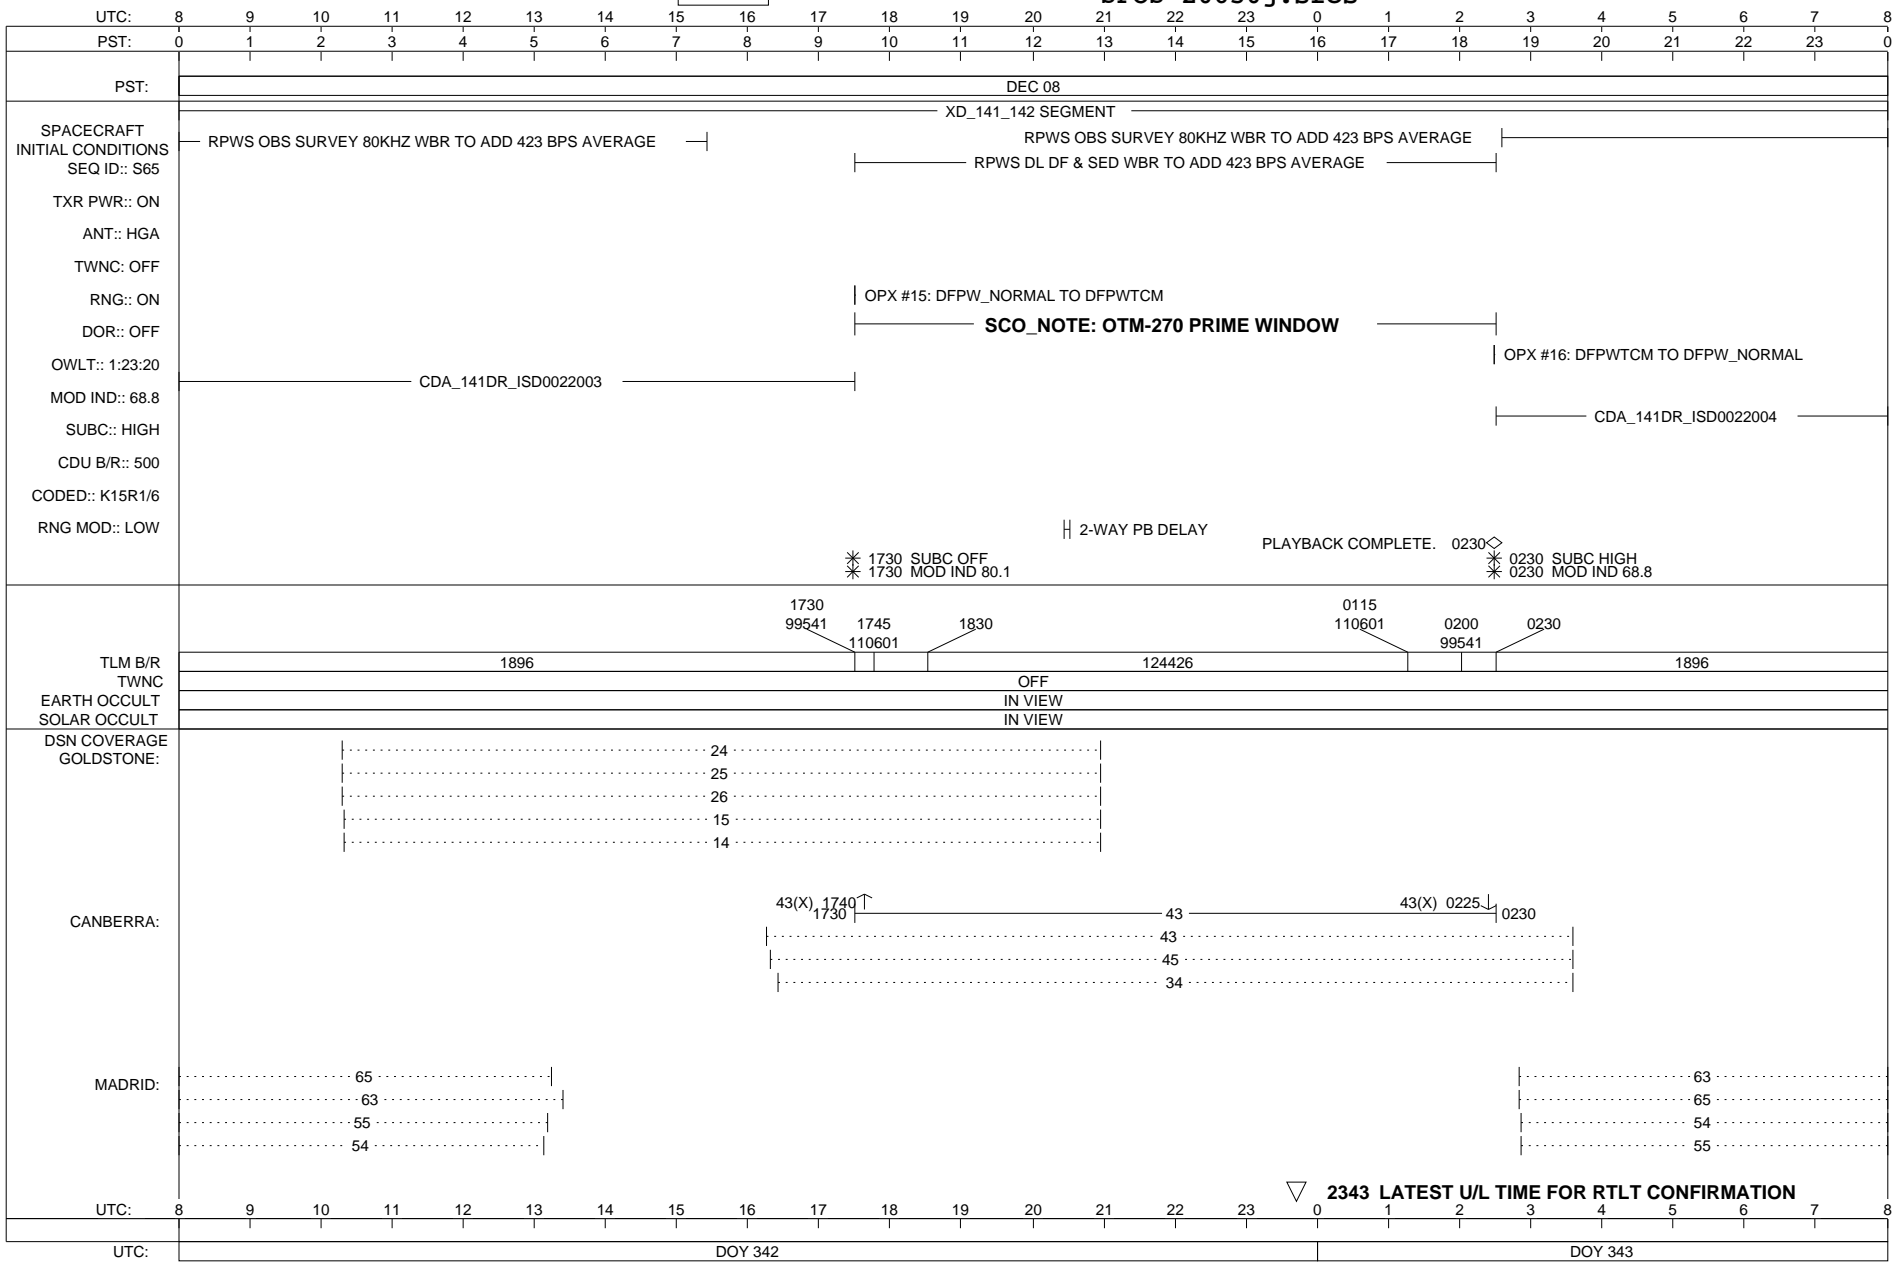 UTC: 8 9 10 11 12 13 14 15 16 17 18 19 20 21 22 23 0 1 2 3 4 5 6 7 8
PST: 0 1 2 3 4 5 6 7 8 9 10 11 12 13 14 15 16 17 18 19 20 21 22 23 0
PST: DEC 08
XD_141_142 SEGMENT
SPACECRAFT
INITIAL CONDITIONS
RPWS OBS SURVEY 80KHZ WBR TO ADD 423 BPS AVERAGE
RPWS OBS SURVEY 80KHZ WBR TO ADD 423 BPS AVERAGE
SEQ ID:: S65
RPWS DL DF & SED WBR TO ADD 423 BPS AVERAGE
TXR PWR:: ON
ANT:: HGA
TWNC: OFF
RNG:: ON
OPX #15: DFPW_NORMAL TO DFPWTCM
DOR:: OFF
SCO_NOTE: OTM-270 PRIME WINDOW
OWLT:: 1:23:20
OPX #16: DFPWTCM TO DFPW_NORMAL
CDA_141DR_ISD0022003
MOD IND:: 68.8
CDA_141DR_ISD0022004
SUBC:: HIGH
CDU B/R:: 500
CODED:: K15R1/6
RNG MOD:: LOW
2-WAY PB DELAY
PLAYBACK COMPLETE. 0230
1730 SUBC OFF
0230 SUBC HIGH
1730 MOD IND 80.1
0230 MOD IND 68.8
1730 0115
99541 1745 1830 110601 0200 0230
110601 99541
TLM B/R 1896 124426 1896
TWNC OFF
EARTH OCCULT IN VIEW
SOLAR OCCULT IN VIEW
DSN COVERAGE
GOLDSTONE:
24
25
26
15
14
43(X) 1740 43(X) 0225
CANBERRA: 1730 43 0230
43
45
34
MADRID: 65 63
63 65
55 54
54 55
2343 LATEST U/L TIME FOR RTLT CONFIRMATION
UTC: 8 9 10 11 12 13 14 15 16 17 18 19 20 21 22 23 0 1 2 3 4 5 6 7 8
UTC: DOY 342 DOY 343